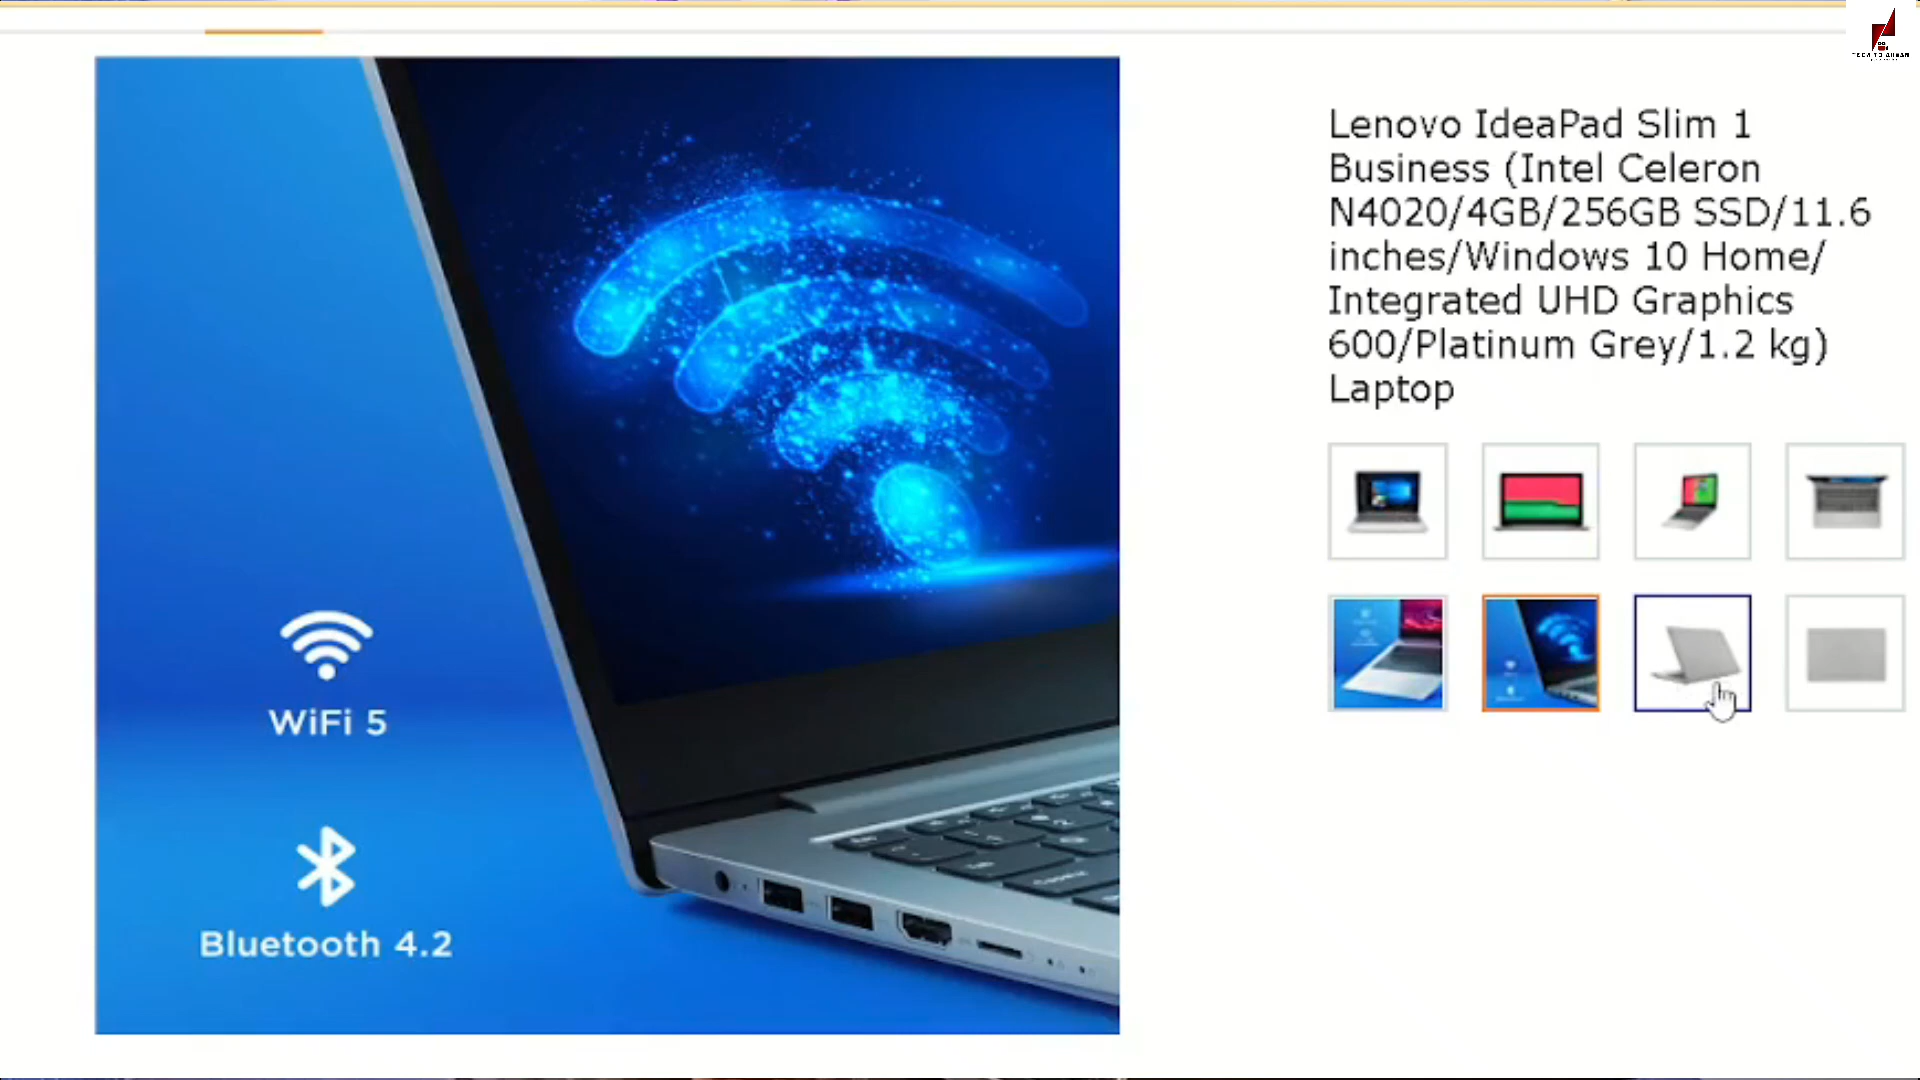 Lenovo IdeaPad Slim 1
Business (Intel Celeron
N4020/4GB/256GB SSD/11.6
inches/Windows 10 Home/
Integrated UHD Graphics
600/Platinum Grey/1.2 kg)
Laptop
WiFi 5
Bluetooth 4.2